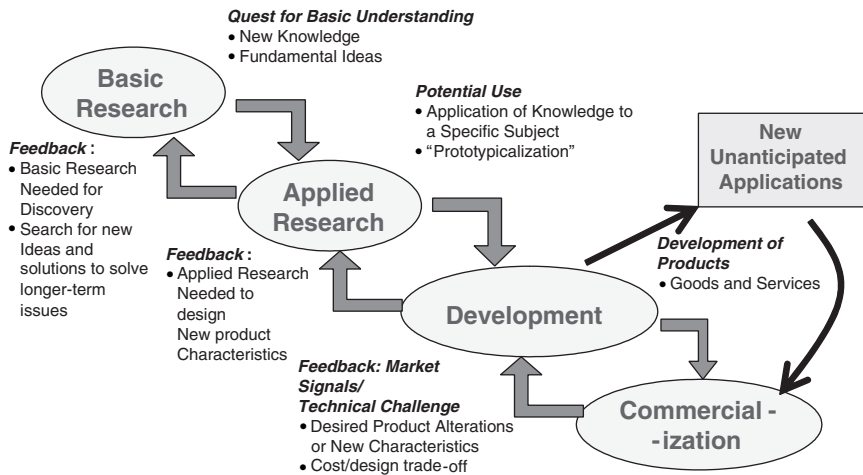 Quest for Basic Understanding
• New Knowledge
• Fundamental Ideas
Basic
Research
Potential Use
• Application of Knowledge to
a Specific Subject
• “Prototypicalization”
New
Unanticipated
Applications
Feedback :
• Basic Research
Needed for
Discovery
• Search for new
Ideas and
solutions to solve
longer-term
issues
Applied
Research
Feedback :
• Applied Research
Needed to
design
New product
Characteristics
Development of
Products
• Goods and Services
Development
Feedback: Market
Signals/
Technical Challenge
• Desired Product Alterations
or New Characteristics
• Cost/design trade-off
Commercial -
-ization